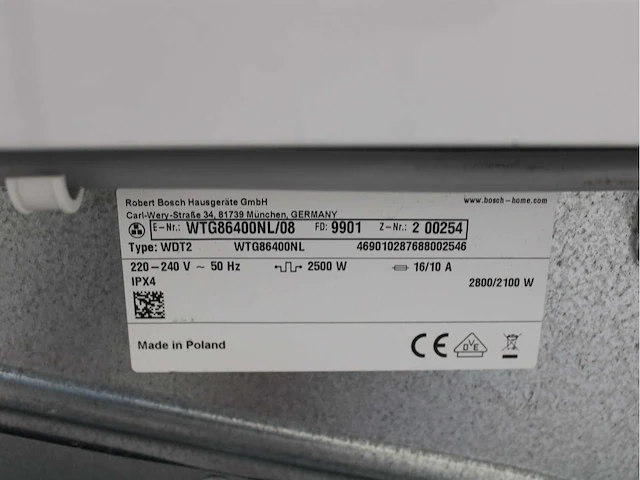 Robert Bosch Hausgeräte GmbH www.bosch-home.com
Carl-Wery-Straße 34, 81739 München, GERMANY
E-Nr.: WTG86400NL/08 FD: 9901 Z-Nr.: 2 00254
Type: WDT2 WTG86400NL 469010287688002546
220-240 V ~ 50 Hz 2500 W 16/10 A
IPX4 2800/2100 W
Made in Poland CE DVE